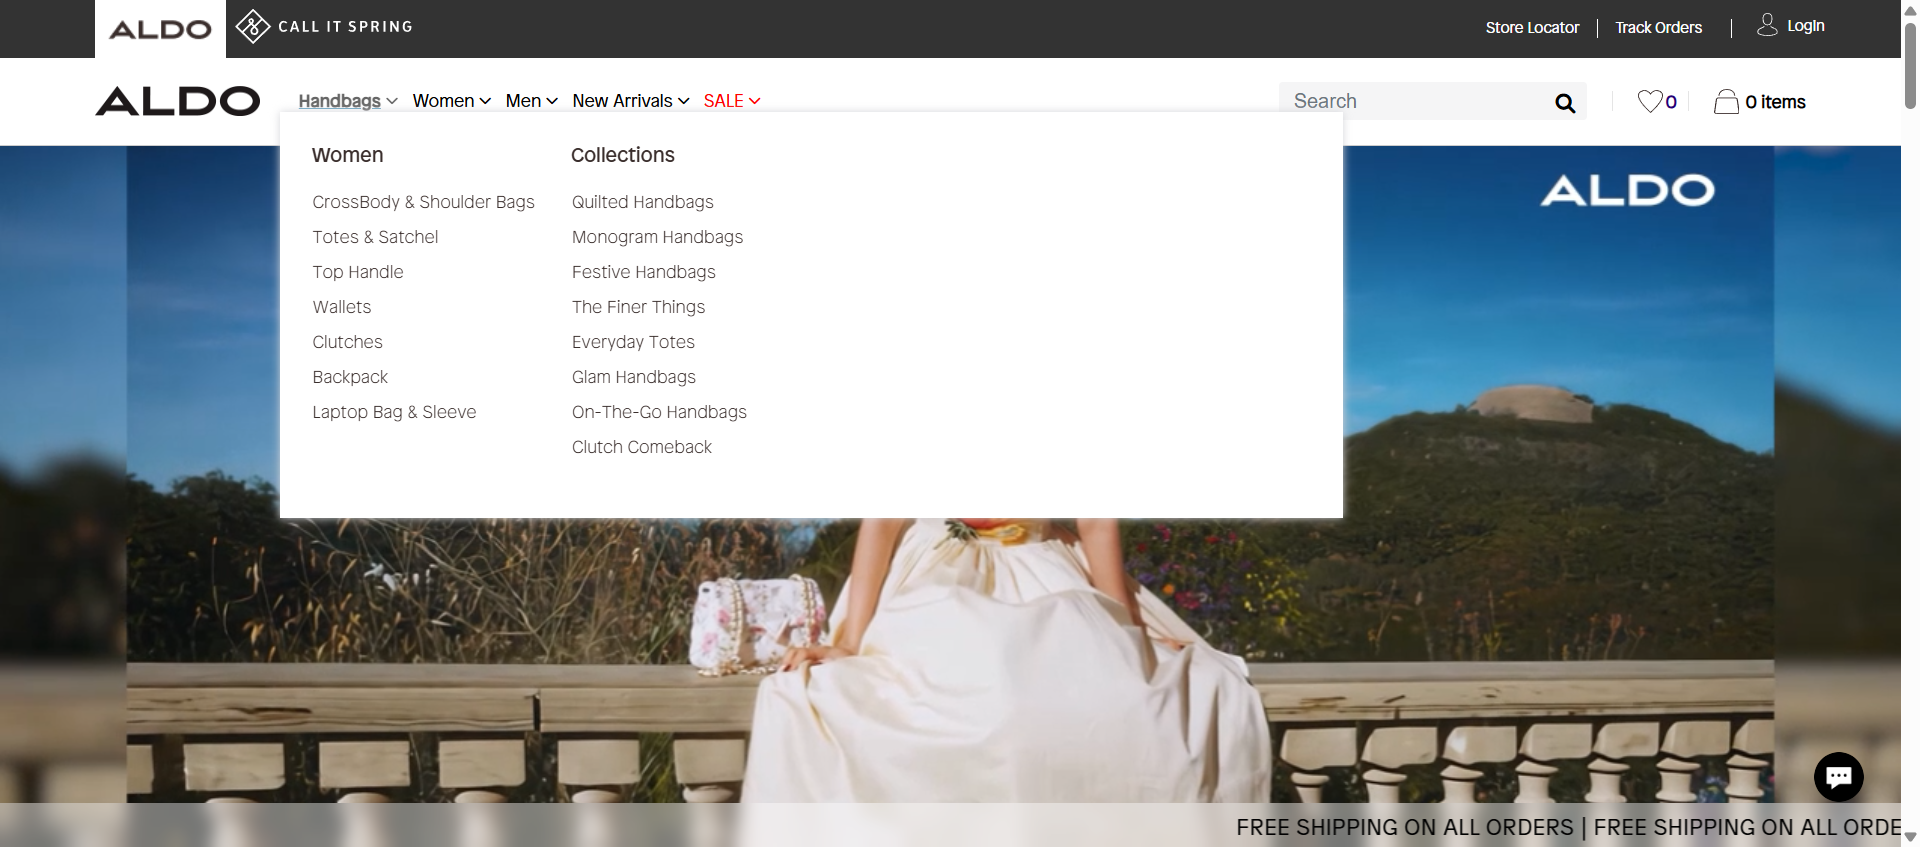 ALDO
CALL IT SPRING
Store Locator
Track Orders
Login
ALDO
Handbags
Women
Men
New Arrivals
SALE
Search
0
0 items
Women
CrossBody & Shoulder Bags
Totes & Satchel
Top Handle
Wallets
Clutches
Backpack
Laptop Bag & Sleeve
Collections
Quilted Handbags
Monogram Handbags
Festive Handbags
The Finer Things
Everyday Totes
Glam Handbags
On-The-Go Handbags
Clutch Comeback
ALDO
FREE SHIPPING ON ALL ORDERS | FREE SHIPPING ON ALL ORDE